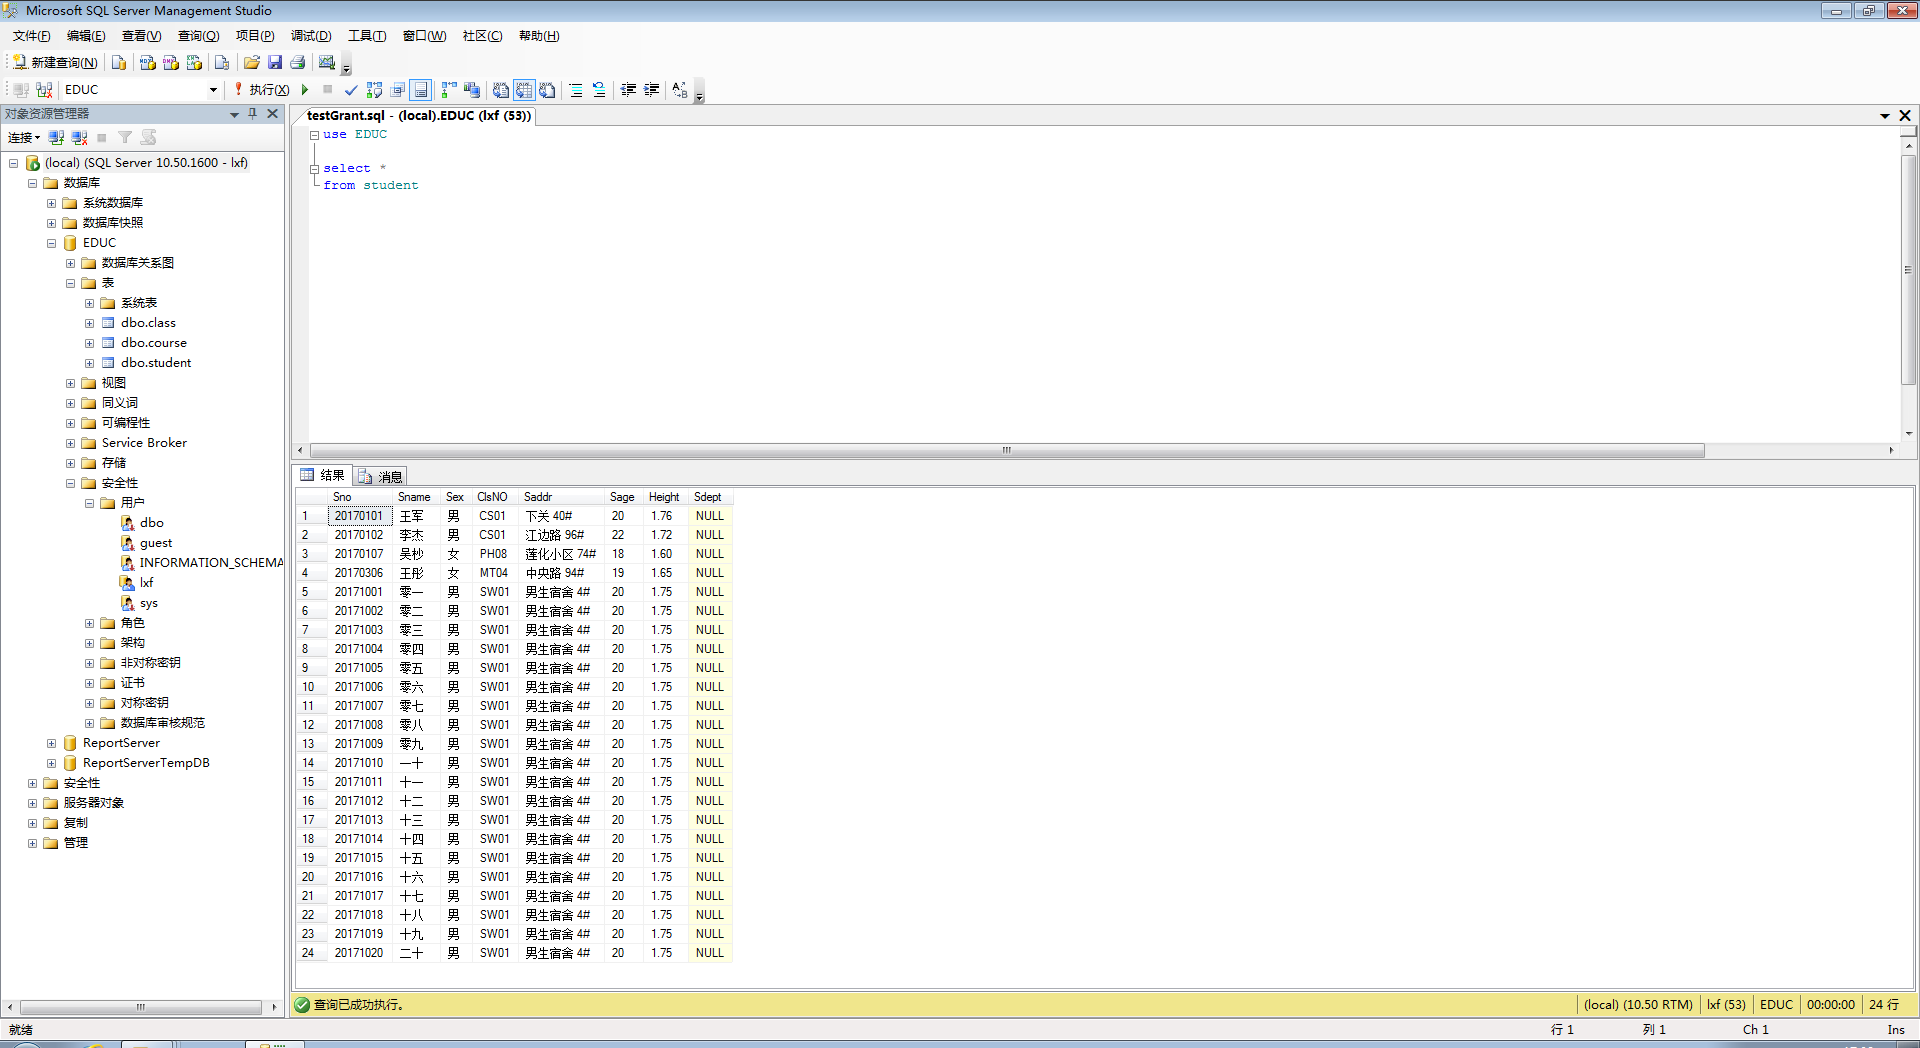 Microsoft SQL Server Management Studio
文件(F) 编辑(E) 查看(V) 查询(Q) 项目(P) 调试(D) 工具(T) 窗口(W) 社区(C) 帮助(H)
新建查询(N)
EDUC 执行(X)
对象资源管理器
连接
(local) (SQL Server 10.50.1600 - lxf)
数据库
系统数据库
数据库快照
EDUC
数据库关系图
表
系统表
dbo.class
dbo.course
dbo.student
视图
同义词
可编程性
Service Broker
存储
安全性
用户
dbo
guest
INFORMATION_SCHEMA
lxf
sys
角色
架构
非对称密钥
证书
对称密钥
数据库审核规范
ReportServer
ReportServerTempDB
安全性
服务器对象
复制
管理
testGrant.sql - (local).EDUC (lxf (53))
use EDUC
select *
from student
结果 消息
Sno Sname Sex ClsNO Saddr Sage Height Sdept
1 20170101 王军 男 CS01 下关 40# 20 1.76 NULL
2 20170102 李杰 男 CS01 江边路 96# 22 1.72 NULL
3 20170107 吴杪 女 PH08 莲化小区 74# 18 1.60 NULL
4 20170306 王彤 女 MT04 中央路 94# 19 1.65 NULL
5 20171001 零一 男 SW01 男生宿舍 4# 20 1.75 NULL
6 20171002 零二 男 SW01 男生宿舍 4# 20 1.75 NULL
7 20171003 零三 男 SW01 男生宿舍 4# 20 1.75 NULL
8 20171004 零四 男 SW01 男生宿舍 4# 20 1.75 NULL
9 20171005 零五 男 SW01 男生宿舍 4# 20 1.75 NULL
10 20171006 零六 男 SW01 男生宿舍 4# 20 1.75 NULL
11 20171007 零七 男 SW01 男生宿舍 4# 20 1.75 NULL
12 20171008 零八 男 SW01 男生宿舍 4# 20 1.75 NULL
13 20171009 零九 男 SW01 男生宿舍 4# 20 1.75 NULL
14 20171010 一十 男 SW01 男生宿舍 4# 20 1.75 NULL
15 20171011 十一 男 SW01 男生宿舍 4# 20 1.75 NULL
16 20171012 十二 男 SW01 男生宿舍 4# 20 1.75 NULL
17 20171013 十三 男 SW01 男生宿舍 4# 20 1.75 NULL
18 20171014 十四 男 SW01 男生宿舍 4# 20 1.75 NULL
19 20171015 十五 男 SW01 男生宿舍 4# 20 1.75 NULL
20 20171016 十六 男 SW01 男生宿舍 4# 20 1.75 NULL
21 20171017 十七 男 SW01 男生宿舍 4# 20 1.75 NULL
22 20171018 十八 男 SW01 男生宿舍 4# 20 1.75 NULL
23 20171019 十九 男 SW01 男生宿舍 4# 20 1.75 NULL
24 20171020 二十 男 SW01 男生宿舍 4# 20 1.75 NULL
查询已成功执行。 (local) (10.50 RTM) lxf (53) EDUC 00:00:00 24 行
就绪 行 1 列 1 Ch 1 Ins